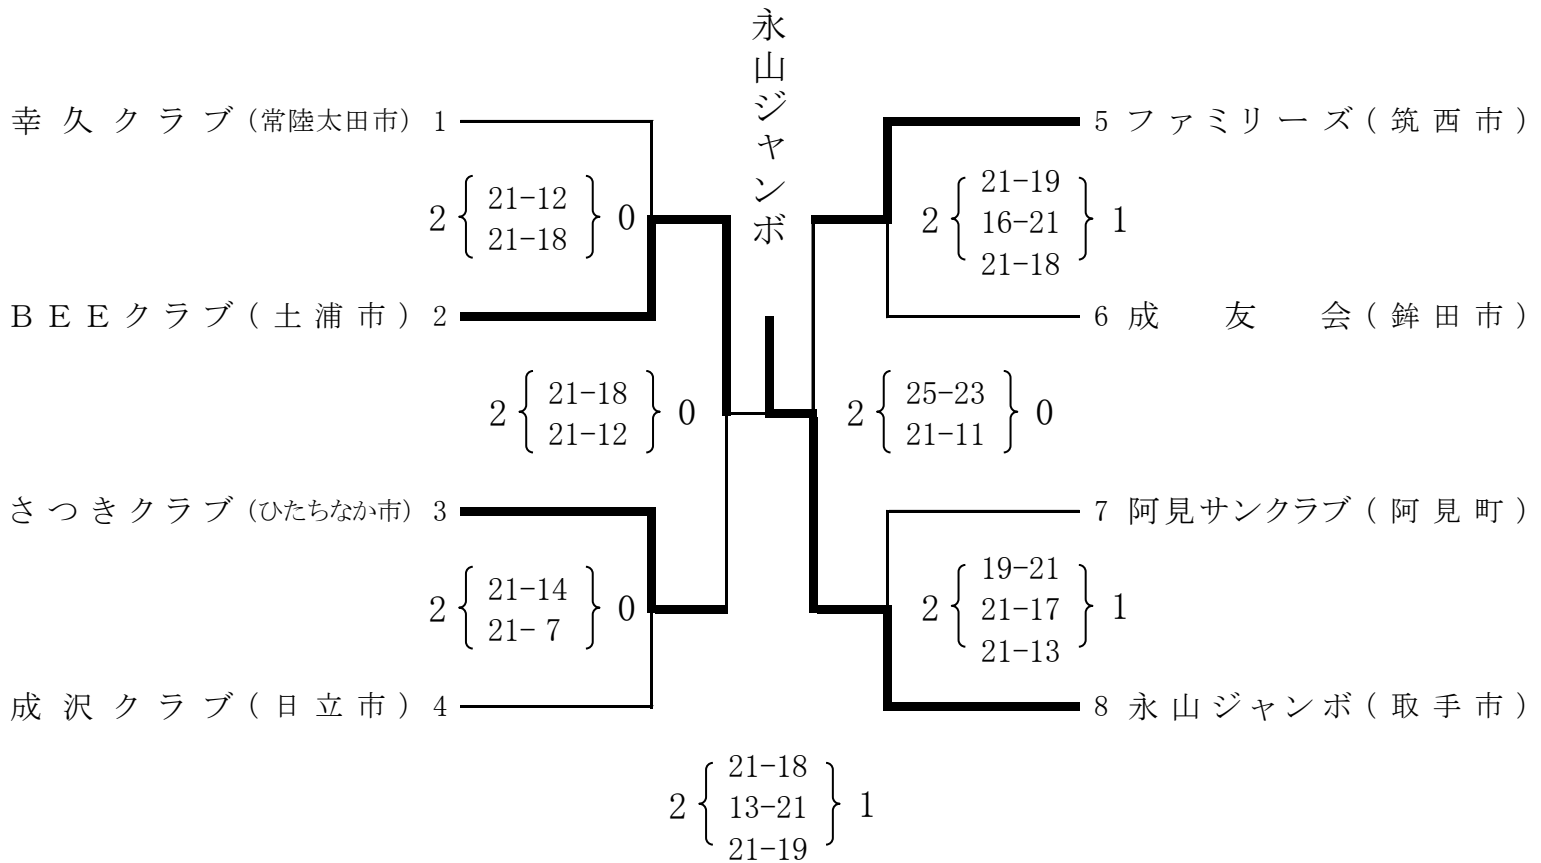 永山ジャンボ
幸久クラブ(常陸太田市) 1
2 { 21-12 21-18 } 0
BEEクラブ(土浦市) 2
2 { 21-18 21-12 } 0
さつきクラブ(ひたちなか市) 3
2 { 21-14 21- 7 } 0
成沢クラブ(日立市) 4
5 ファミリーズ(筑西市)
2 { 21-19 16-21 21-18 } 1
6 成友会(鉾田市)
2 { 25-23 21-11 } 0
7 阿見サンクラブ(阿見町)
2 { 19-21 21-17 21-13 } 1
8 永山ジャンボ(取手市)
2 { 21-18 13-21 21-19 } 1